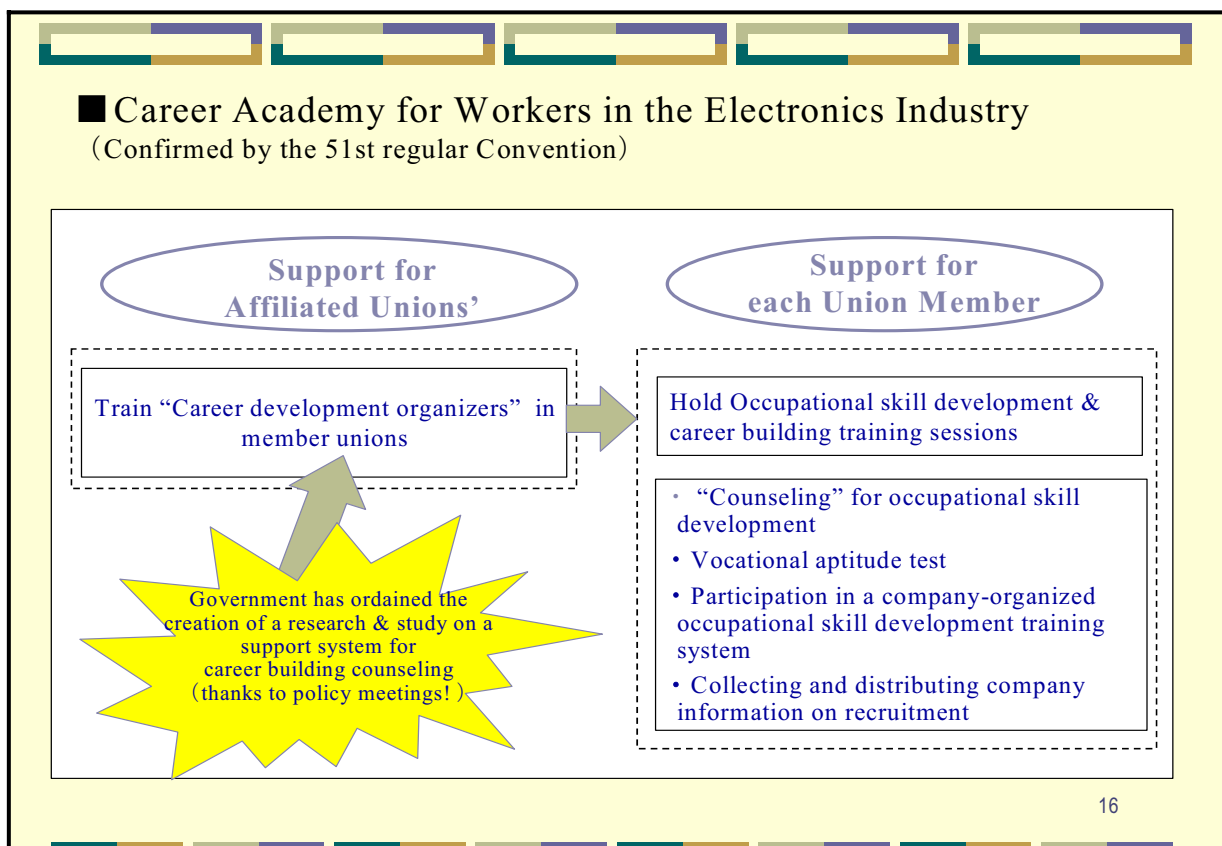 ■Career Academy for Workers in the Electronics Industry
（Confirmed by the 51st regular Convention）
Support for
Affiliated Unions’
Train “Career development organizers” in
member unions
Government has ordained the
creation of a research & study on a
support system for
career building counseling
（thanks to policy meetings!）
Support for
each Union Member
Hold Occupational skill development &
career building training sessions
・ “Counseling” for occupational skill
development
・Vocational aptitude test
・Participation in a company-organized
occupational skill development training
system
・Collecting and distributing company
information on recruitment
16